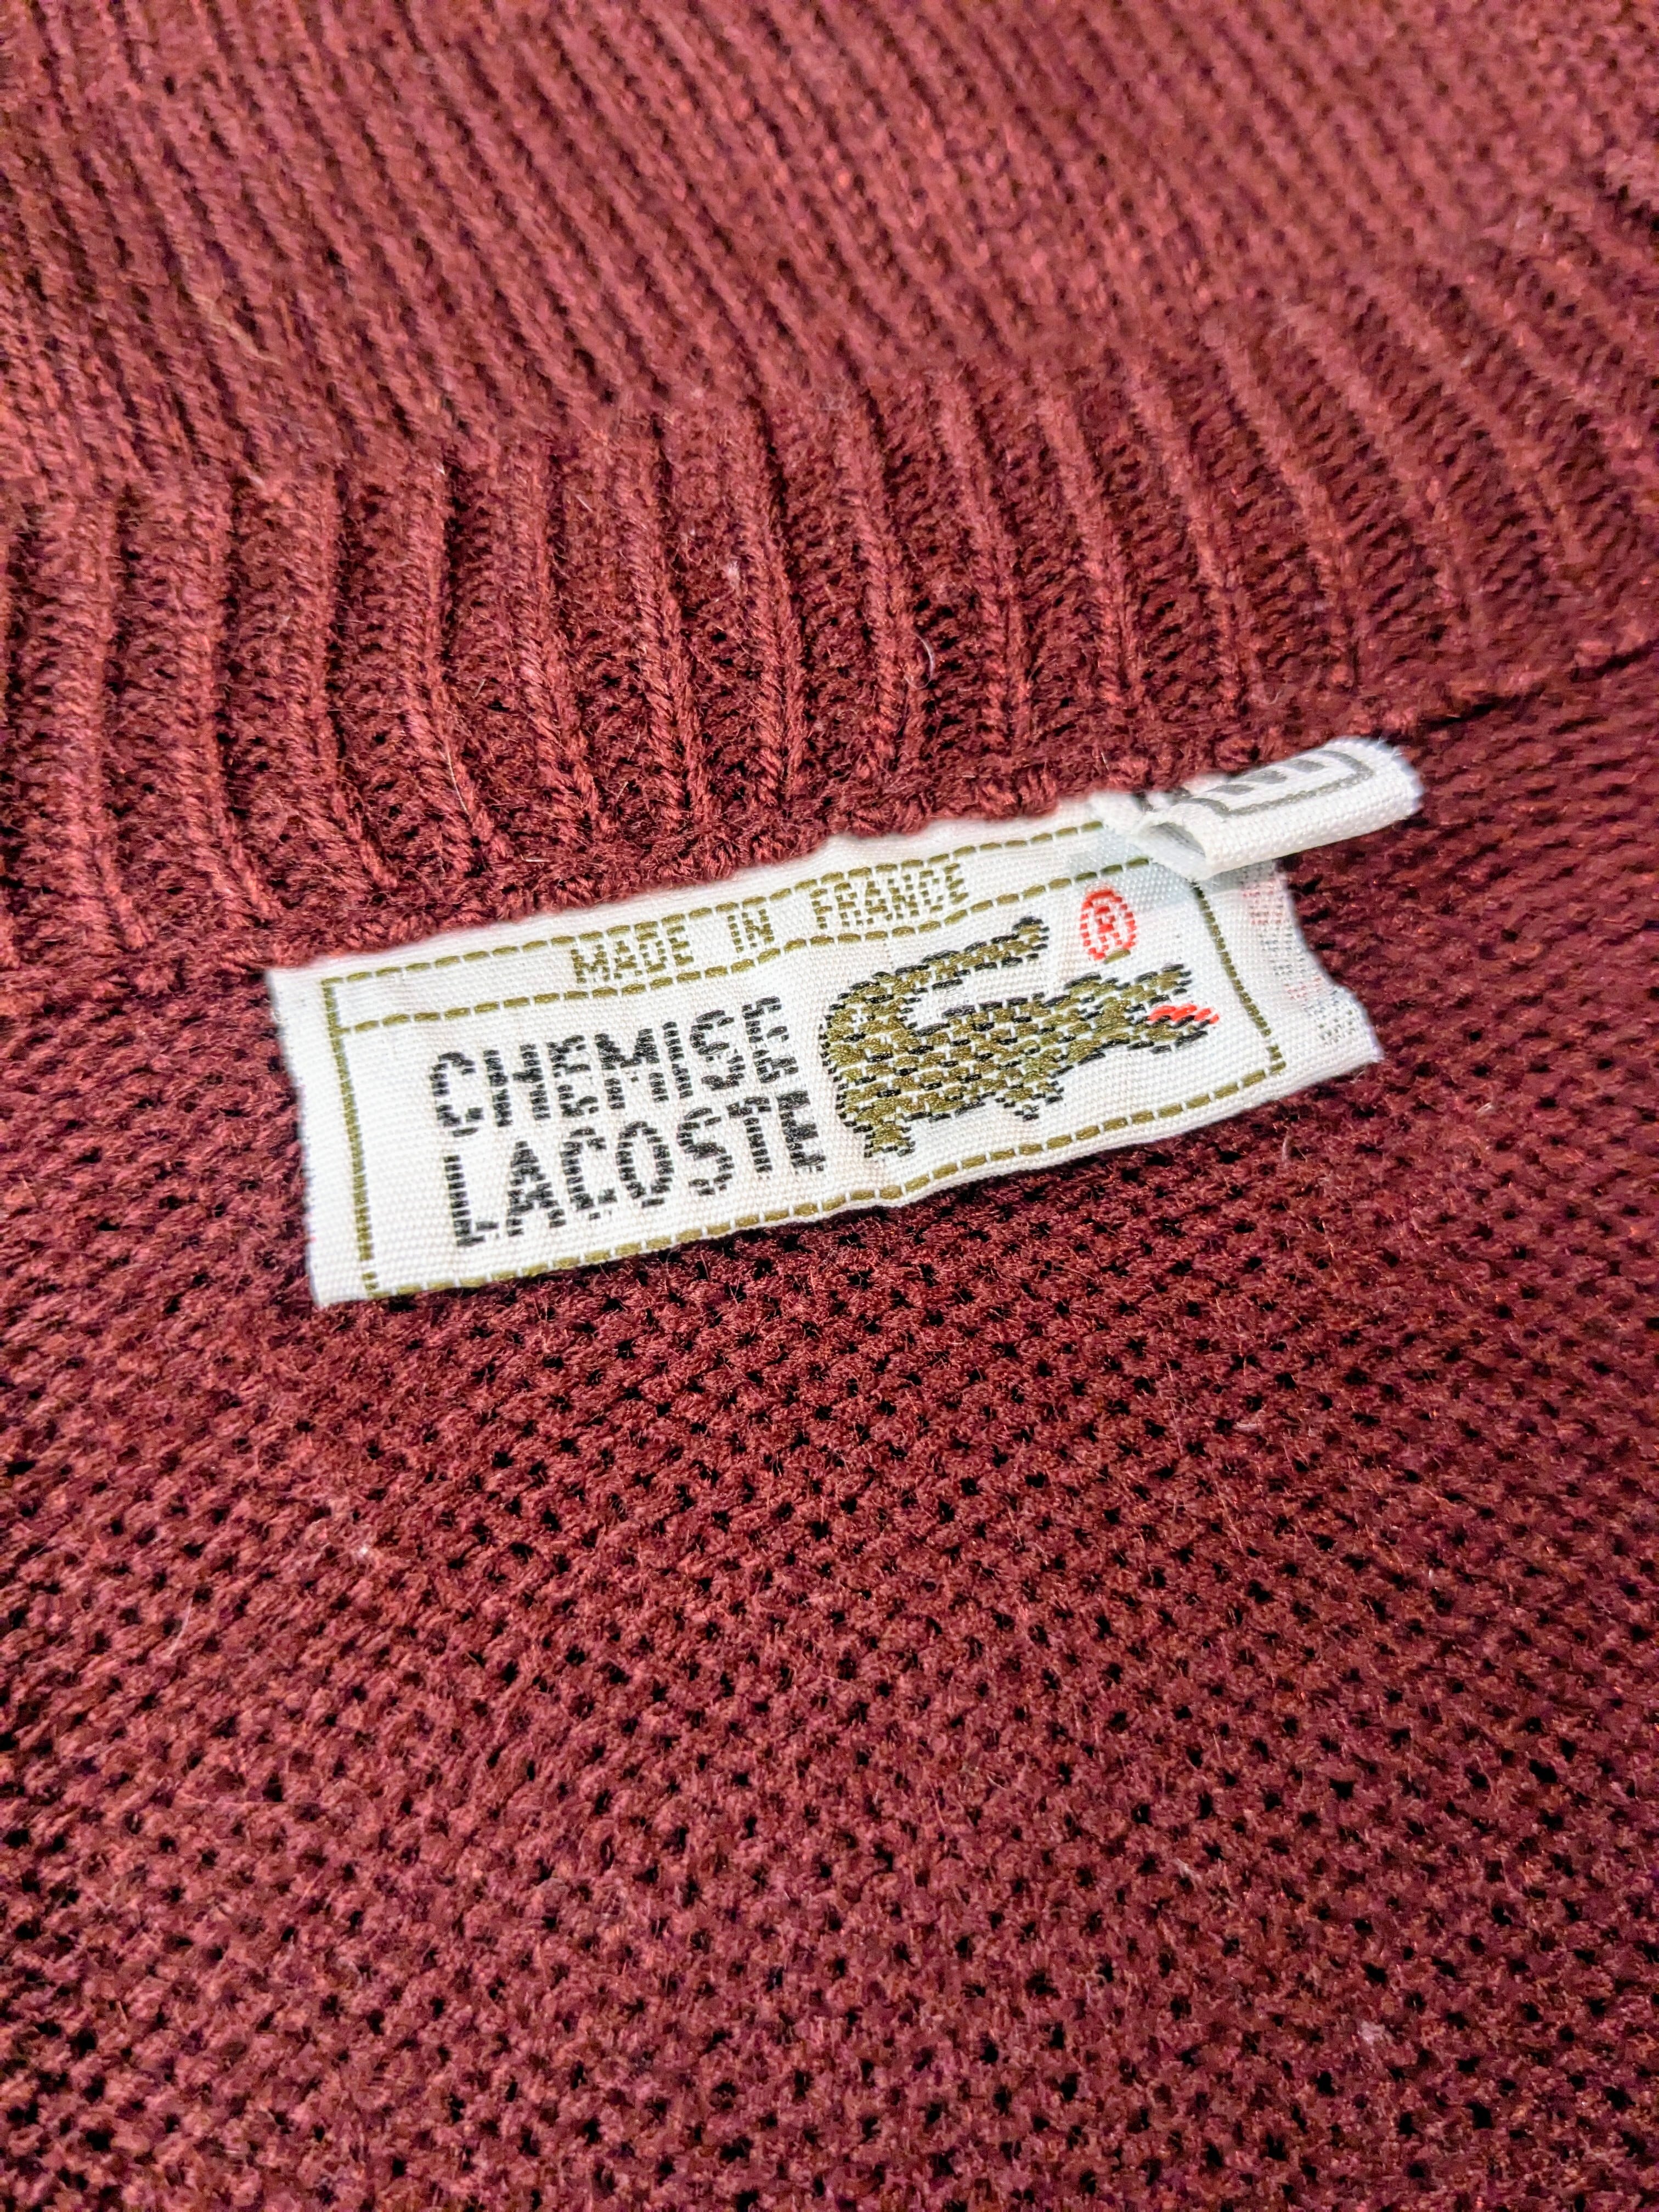 MADE IN FRANCE
CHEMISE
LACOSTE
®